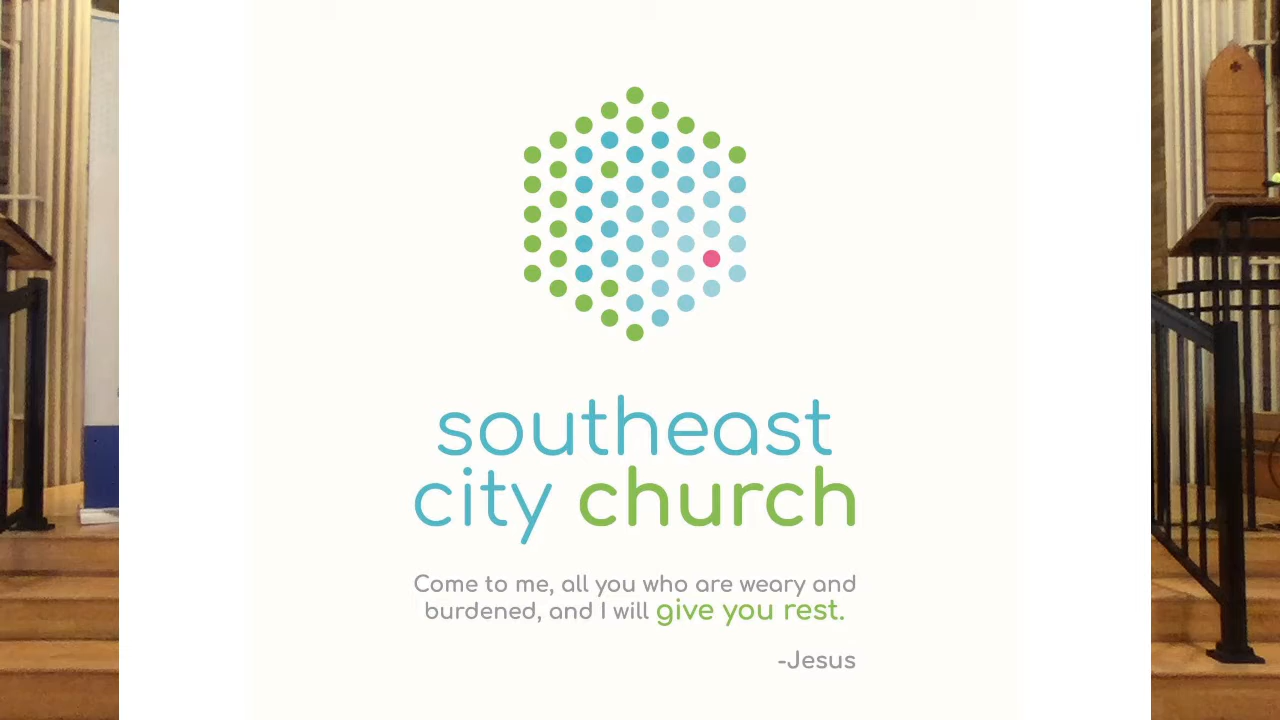 southeast
city church
Come to me, all you who are weary and
burdened, and I will give you rest.
-Jesus